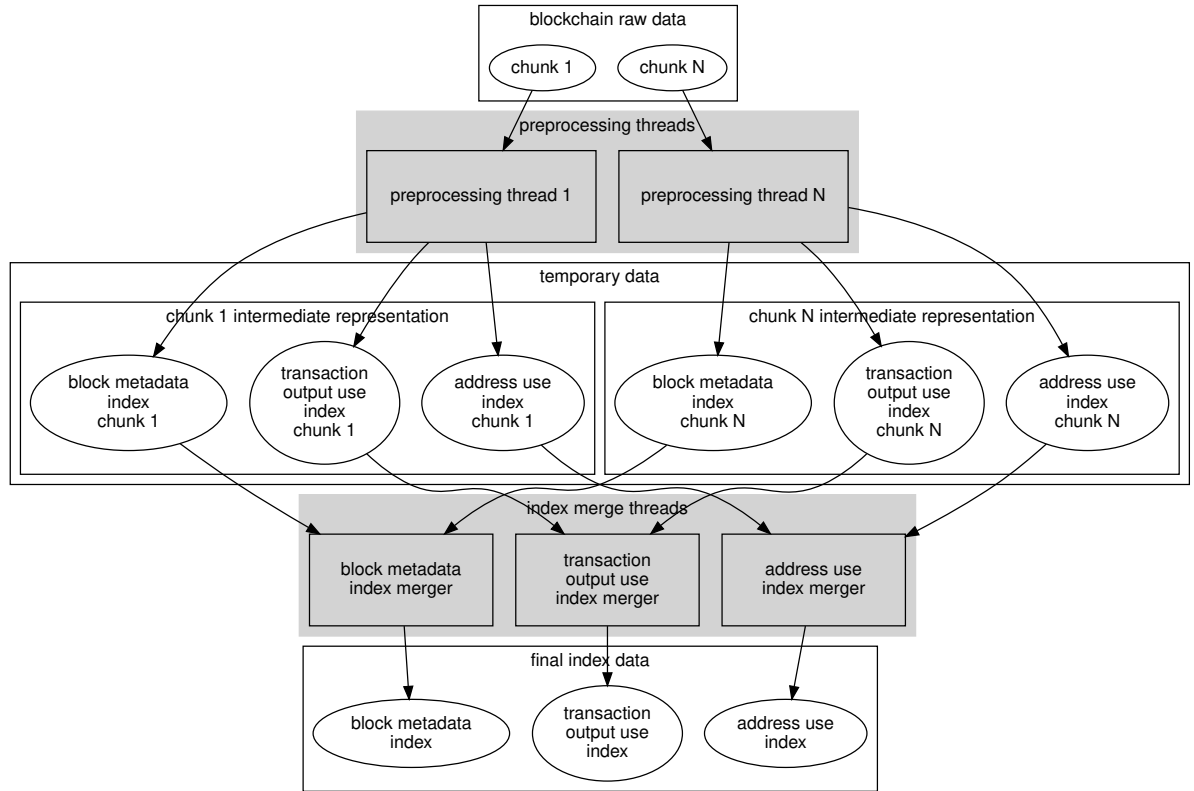 blockchain raw data
chunk 1
chunk N
preprocessing threads
preprocessing thread 1
preprocessing thread N
temporary data
chunk 1 intermediate representation
chunk N intermediate representation
block metadata
index
chunk 1
transaction
output use
index
chunk 1
address use
index
chunk 1
block metadata
index
chunk N
transaction
output use
index
chunk N
address use
index
chunk N
index merge threads
block metadata
index merger
transaction
output use
index merger
address use
index merger
final index data
block metadata
index
transaction
output use
index
address use
index